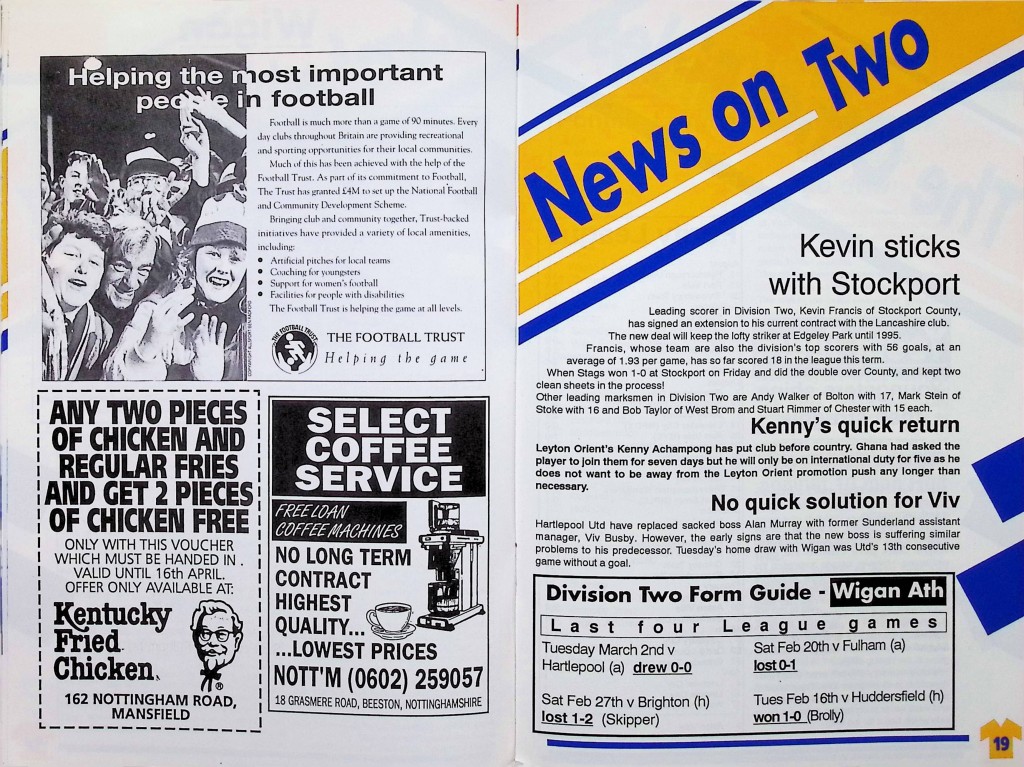 Helping the most important
people in football
Football is much more than a game of 90 minutes. Every
day clubs throughout Britain are providing recreational
and sporting opportunities for their local communities.
Much of this has been achieved with the help of the
Football Trust. As part of its commitment to Football,
The Trust has granted £4M to set up the National Football
and Community Development Scheme.
Bringing club and community together, Trust-backed
initiatives have provided a variety of local amenities,
including:
• Artificial pitches for local teams
• Coaching for youngsters
• Support for women's football
• Facilities for people with disabilities
The Football Trust is helping the game at all levels.
THE FOOTBALL TRUST
THE FOOTBALL TRUST
Helping the game
ANY TWO PIECES
OF CHICKEN AND
REGULAR FRIES
AND GET 2 PIECES
OF CHICKEN FREE
ONLY WITH THIS VOUCHER
WHICH MUST BE HANDED IN .
VALID UNTIL 16th APRIL.
OFFER ONLY AVAILABLE AT:
Kentucky
Fried
Chicken
®
162 NOTTINGHAM ROAD,
MANSFIELD
SELECT
COFFEE
SERVICE
FREE LOAN
COFFEE MACHINES
NO LONG TERM
CONTRACT
HIGHEST
QUALITY...
...LOWEST PRICES
NOTT'M (0602) 259057
18 GRASMERE ROAD, BEESTON, NOTTINGHAMSHIRE
News on Two
Kevin sticks
with Stockport
Leading scorer in Division Two, Kevin Francis of Stockport County,
has signed an extension to his current contract with the Lancashire club.
The new deal will keep the lofty striker at Edgeley Park until 1995.
Francis, whose team are also the division's top scorers with 56 goals, at an
average of 1.93 per game, has so far scored 18 in the league this term.
When Stags won 1-0 at Stockport on Friday and did the double over County, and kept two
clean sheets in the process!
Other leading marksmen in Division Two are Andy Walker of Bolton with 17, Mark Stein of
Stoke with 16 and Bob Taylor of West Brom and Stuart Rimmer of Chester with 15 each.
Kenny's quick return
Leyton Orient's Kenny Achampong has put club before country. Ghana had asked the
player to join them for seven days but he will only be on international duty for five as he
does not want to be away from the Leyton Orient promotion push any longer than
necessary.
No quick solution for Viv
Hartlepool Utd have replaced sacked boss Alan Murray with former Sunderland assistant
manager, Viv Busby. However, the early signs are that the new boss is suffering similar
problems to his predecessor. Tuesday's home draw with Wigan was Utd's 13th consecutive
game without a goal.
Division Two Form Guide - Wigan Ath
Last four League games
Tuesday March 2nd v
Hartlepool (a) drew 0-0
Sat Feb 27th v Brighton (h)
lost 1-2 (Skipper)
Sat Feb 20th v Fulham (a)
lost 0-1
Tues Feb 16th v Huddersfield (h)
won 1-0 (Brolly)
19